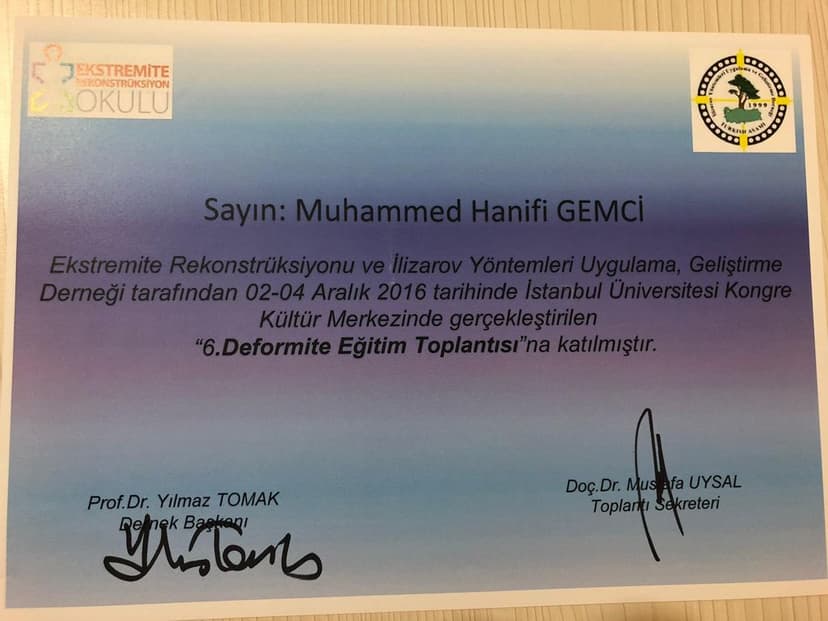 EKSTREMİTE
REKONSTRÜKSİYON
OKULU
1999
TURKISH ASAMI
Sayın: Muhammed Hanifi GEMCİ
Ekstremite Rekonstrüksiyonu ve İlizarov Yöntemleri Uygulama, Geliştirme
Derneği tarafından 02-04 Aralık 2016 tarihinde İstanbul Üniversitesi Kongre
Kültür Merkezinde gerçekleştirilen
“6.Deformite Eğitim Toplantısı”na katılmıştır.
Prof.Dr. Yılmaz TOMAK
Dernek Başkanı
Doç.Dr. Mustafa UYSAL
Toplantı Sekreteri